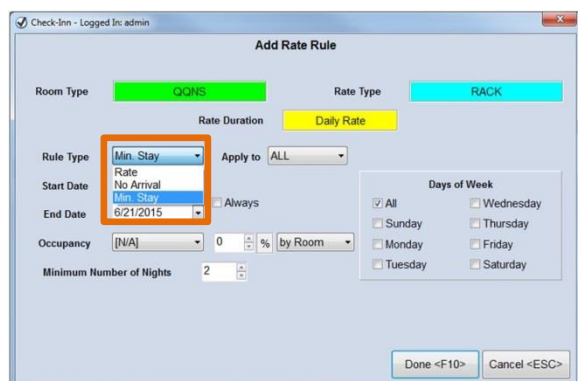 Check-Inn - Logged In: admin
Add Rate Rule
Room Type QQNS Rate Type RACK
Rate Duration Daily Rate
Rule Type Min. Stay Apply to ALL
Rate
Start Date No Arrival
Min. Stay Always
End Date 6/21/2015
Days of Week
All Wednesday
Sunday Thursday
Monday Friday
Tuesday Saturday
Occupancy [N/A] 0 % by Room
Minimum Number of Nights 2
Done <F10> Cancel <ESC>